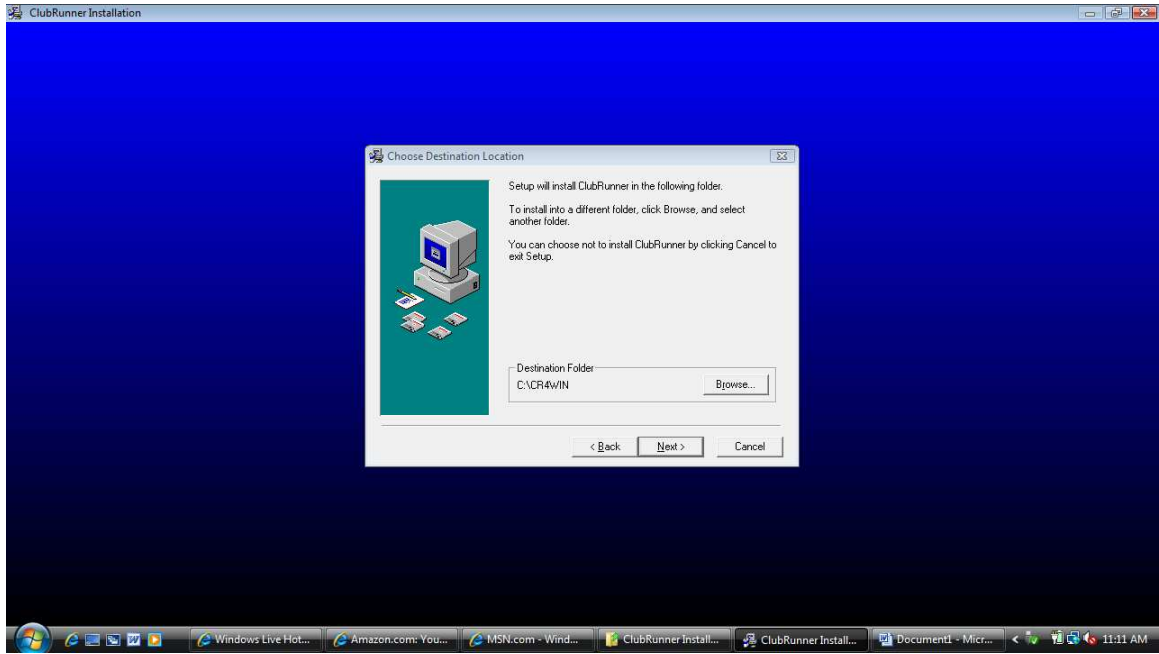 ClubRunner Installation
Choose Destination Location
Setup will install ClubRunner in the following folder.
To install into a different folder, click Browse, and select
another folder.
You can choose not to install ClubRunner by clicking Cancel to
exit Setup.
Destination Folder
C:\CR4WIN
Browse...
< Back
Next >
Cancel
Windows Live Hot...
Amazon.com: You...
MSN.com - Wind...
ClubRunner Install...
ClubRunner Install...
Document1 - Micr...
11:11 AM